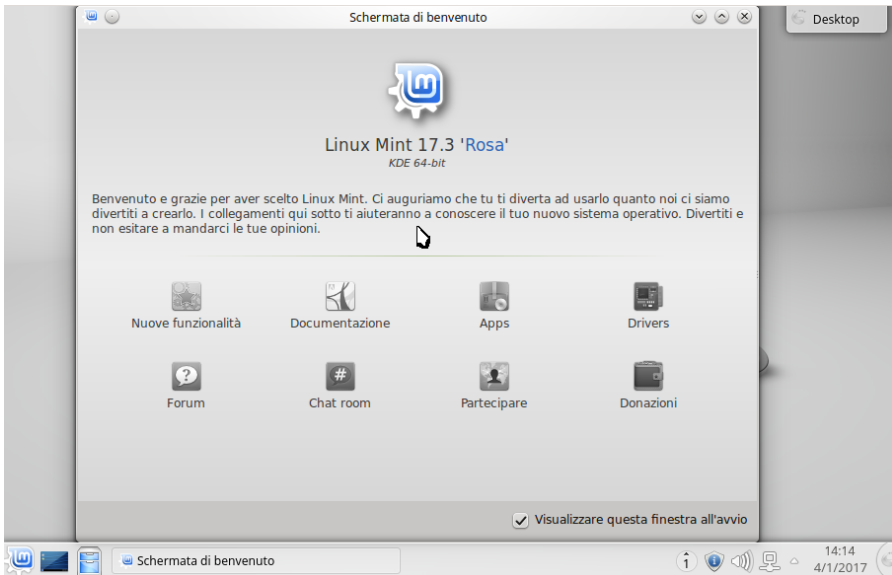 Schermata di benvenuto
Desktop
Linux Mint 17.3 'Rosa'
KDE 64-bit
Benvenuto e grazie per aver scelto Linux Mint. Ci auguriamo che tu ti diverta ad usarlo quanto noi ci siamo
divertiti a crearlo. I collegamenti qui sotto ti aiuteranno a conoscere il tuo nuovo sistema operativo. Divertiti e
non esitare a mandarci le tue opinioni.
Nuove funzionalità
Documentazione
Apps
Drivers
Forum
Chat room
Partecipare
Donazioni
Visualizzare questa finestra all'avvio
Schermata di benvenuto
14:14
4/1/2017